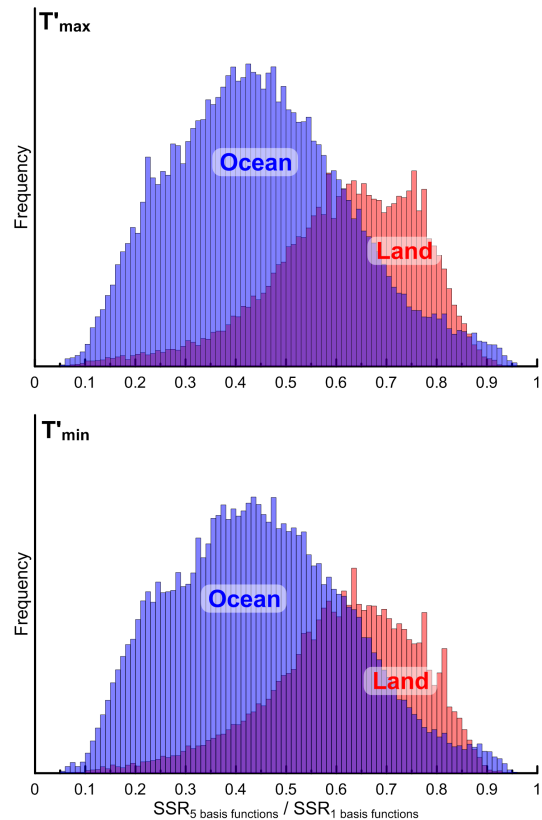 T'max
Frequency
Ocean
Land
0 0.1 0.2 0.3 0.4 0.5 0.6 0.7 0.8 0.9 1
T'min
Frequency
Ocean
Land
0 0.1 0.2 0.3 0.4 0.5 0.6 0.7 0.8 0.9 1
SSR5 basis functions / SSR1 basis functions